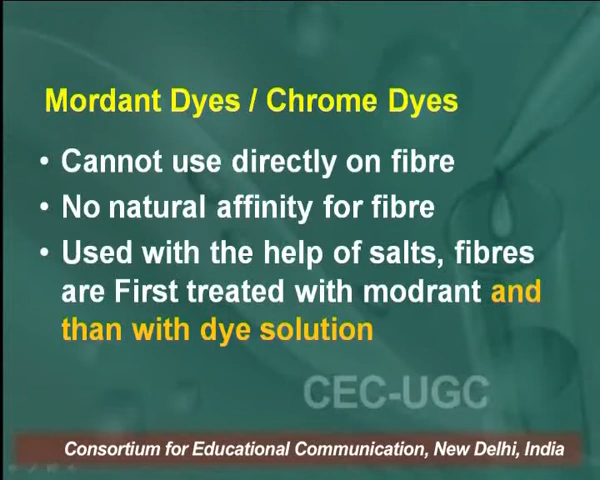 Mordant Dyes / Chrome Dyes
• Cannot use directly on fibre
• No natural affinity for fibre
• Used with the help of salts, fibres
are First treated with modrant and
than with dye solution
CEC-UGC
Consortium for Educational Communication, New Delhi, India